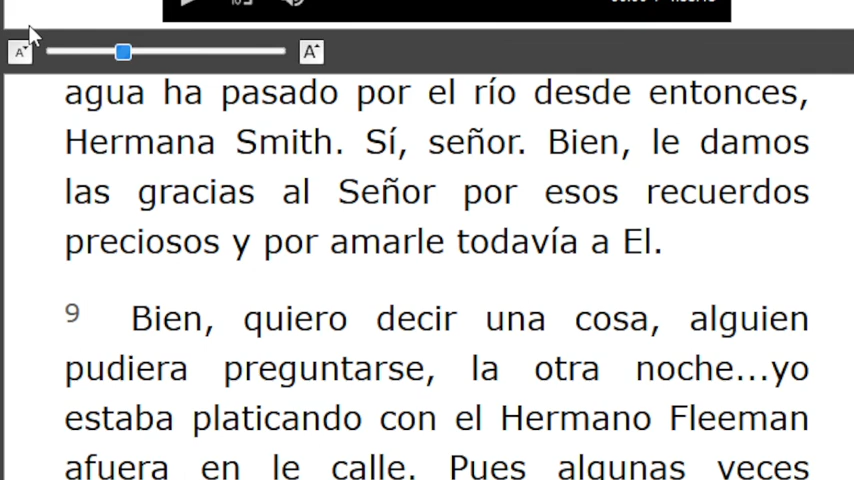 A
A
agua ha pasado por el río desde entonces,
Hermana Smith. Sí, señor. Bien, le damos
las gracias al Señor por esos recuerdos
preciosos y por amarle todavía a El.
9 Bien, quiero decir una cosa, alguien
pudiera preguntarse, la otra noche...yo
estaba platicando con el Hermano Fleeman
afuera en le calle. Pues algunas veces